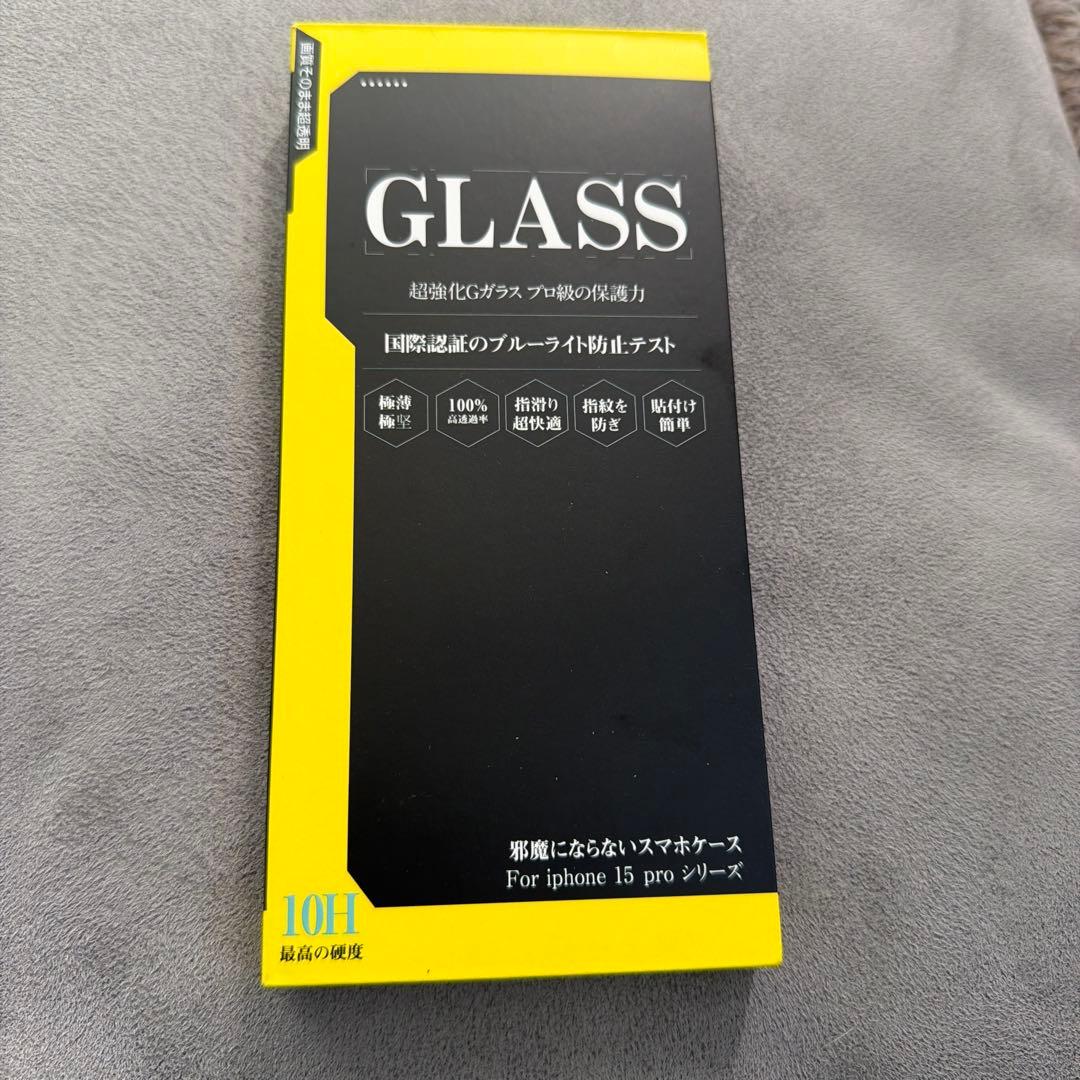 画質そのまま超透明
GLASS
超強化Gガラス プロ級の保護力
国際認証のブルーライト防止テスト
極薄
極坚
100%
高透過率
指滑り
超快適
指紋を
防ぎ
貼付け
簡単
邪魔にならないスマホケース
For iphone 15 pro シリーズ
10H
最高の硬度